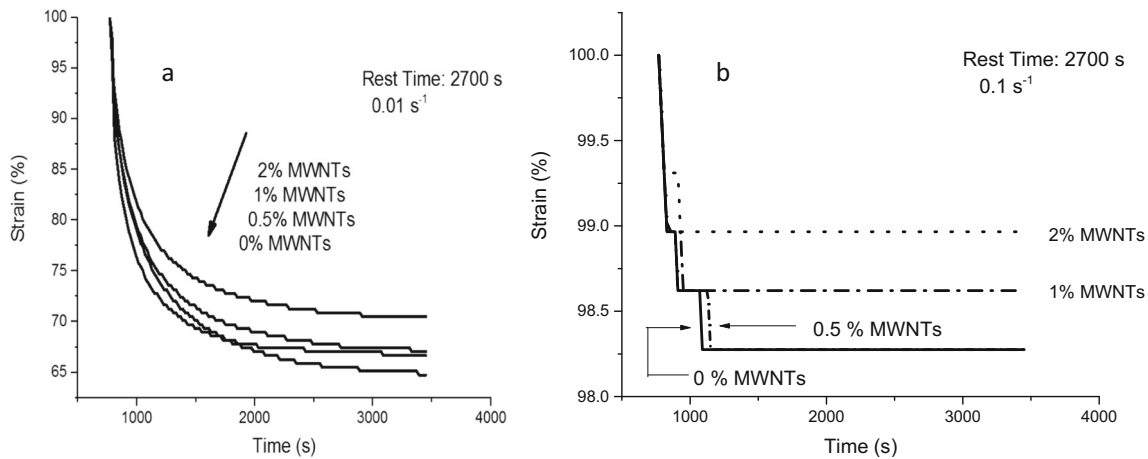 a
Rest Time: 2700 s
0.01 s⁻¹
2% MWNTs
1% MWNTs
0.5% MWNTs
0% MWNTs
100
95
90
85
80
75
70
65
Strain (%)
1000 2000 3000 4000
Time (s)
b
Rest Time: 2700 s
0.1 s⁻¹
100.0
99.5
99.0
98.5
98.0
Strain (%)
2% MWNTs
1% MWNTs
0.5 % MWNTs
0 % MWNTs
1000 2000 3000 4000
Time (s)